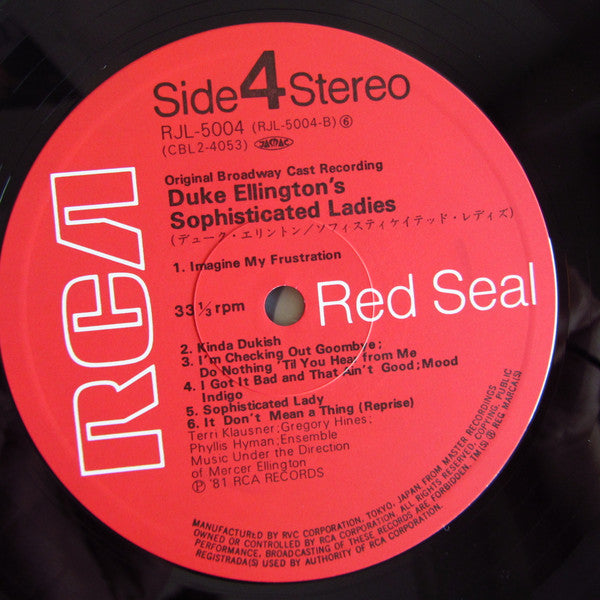 Side 4 Stereo
RJL-5004 (RJL-5004-B) ⑥
(CBL2-4053) JASRAC
Original Broadway Cast Recording
Duke Ellington's
Sophisticated Ladies
(デューク・エリントン/ソフィスティケイテッド・レディズ)
1. Imagine My Frustration
33 1/3 rpm
RCA
Red Seal
2. Kinda Dukish
3. I'm Checking Out Goombye;
Do Nothing 'Til You Hear from Me
4. I Got It Bad and That Ain't Good; Mood
Indigo
5. Sophisticated Lady
6. It Don't Mean a Thing (Reprise)
Terri Klausner; Gregory Hines;
Phyllis Hyman; Ensemble
Music Under the Direction
of Mercer Ellington
Ⓟ '81 RCA RECORDS
MANUFACTURED BY RVC CORPORATION, TOKYO, JAPAN FROM MASTER RECORDINGS
OWNED OR CONTROLLED BY RCA CORPORATION. ALL RIGHTS RESERVED, COPYING, PUBLIC
PERFORMANCE, BROADCASTING OF THESE RECORDS ARE FORBIDDEN. TM(S) ® REG MARCA(S)
REGISTRADA(S) USED BY AUTHORITY OF RCA CORPORATION.